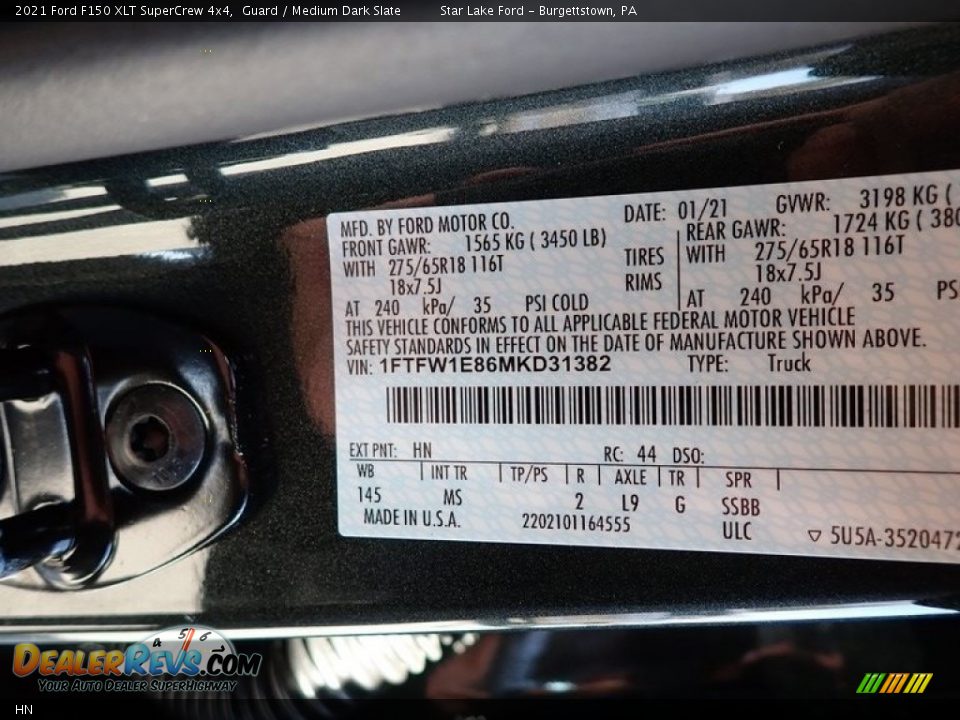 2021 Ford F150 XLT SuperCrew 4x4,  Guard / Medium Dark Slate  Star Lake Ford - Burgettstown, PA
MFD. BY FORD MOTOR CO.  DATE: 01/21  GVWR: 3198 KG (
FRONT GAWR: 1565 KG ( 3450 LB)  REAR GAWR: 1724 KG ( 380
WITH 275/65R18 116T  TIRES  WITH 275/65R18 116T
18x7.5J  RIMS  18x7.5J
AT 240 kPa/ 35 PSI COLD  AT 240 kPa/ 35 PS
THIS VEHICLE CONFORMS TO ALL APPLICABLE FEDERAL MOTOR VEHICLE
SAFETY STANDARDS IN EFFECT ON THE DATE OF MANUFACTURE SHOWN ABOVE.
VIN: 1FTFW1E86MKD31382  TYPE: Truck
EXT PNT: HN  RC: 44 DSO:
WB | INT TR | TP/PS | R | AXLE | TR | SPR |
145  MS  2  L9  G  SSBB
MADE IN U.S.A.  2202101164555  ULC  ▽ 5U5A-3520472
4 5 6
DEALERREVS.COM
YOUR AUTO DEALER SUPERHIGHWAY
HN